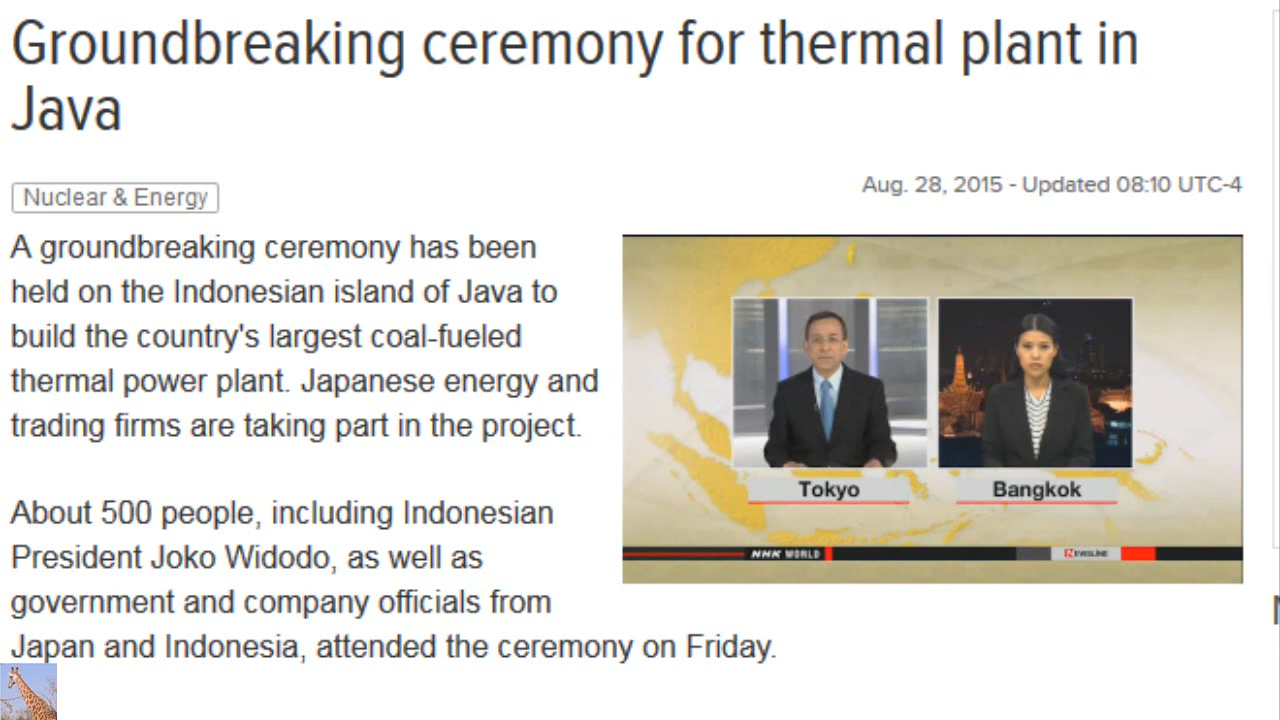 Groundbreaking ceremony for thermal plant in
Java
Nuclear & Energy
Aug. 28, 2015 - Updated 08:10 UTC-4
A groundbreaking ceremony has been
held on the Indonesian island of Java to
build the country's largest coal-fueled
thermal power plant. Japanese energy and
trading firms are taking part in the project.
About 500 people, including Indonesian
President Joko Widodo, as well as
government and company officials from
Japan and Indonesia, attended the ceremony on Friday.
Tokyo
Bangkok
NHK WORLD
NEWSLINE